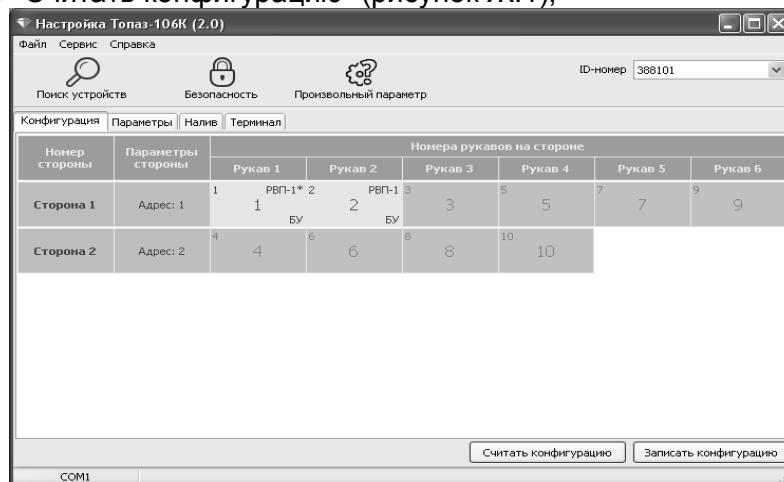 "Считать конфигурацию" (рисунок Ж.1);
Настройка Топаз-106К (2.0)
Файл Сервис Справка
Поиск устройств Безопасность Произвольный параметр ID-номер 388101
Конфигурация Параметры Налив Терминал
Номер стороны Параметры стороны Номера рукавов на стороне
Рукав 1 Рукав 2 Рукав 3 Рукав 4 Рукав 5 Рукав 6
Сторона 1 Адрес: 1 1 РВП-1* 1 БУ 2 РВП-1 2 БУ 3 3 5 5 7 7 9 9
Сторона 2 Адрес: 2 4 4 6 6 8 8 10 10
Считать конфигурацию Записать конфигурацию
COM1